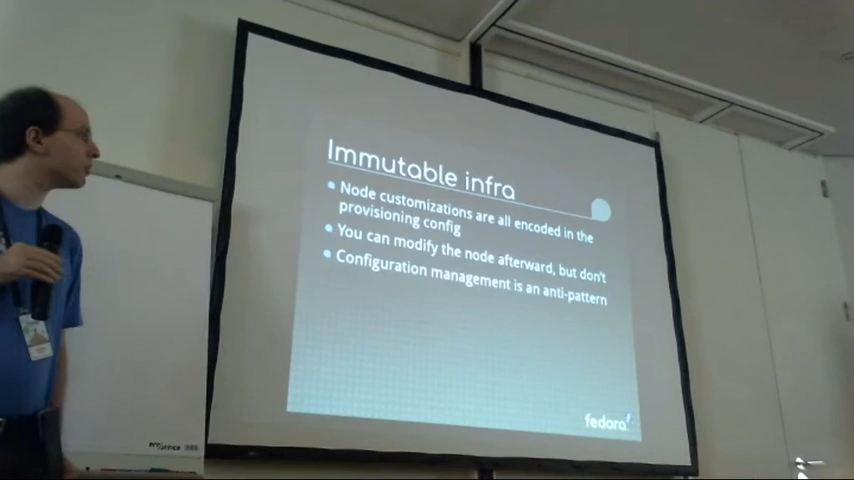 Immutable infra
Node customizations are all encoded in the
provisioning config
You can modify the node afterward, but don't
Configuration management is an anti-pattern
fedora